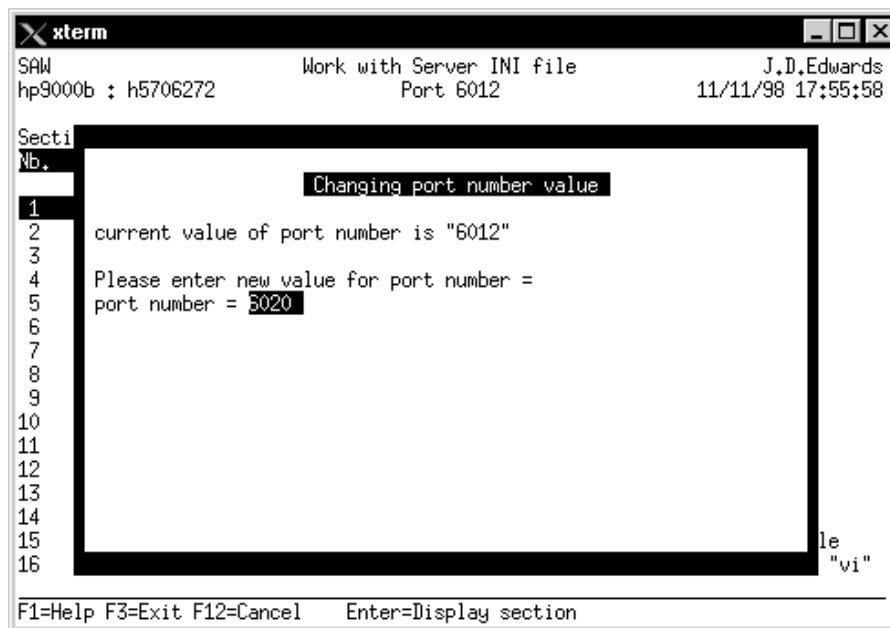 xterm
SAW Work with Server INI file J.D.Edwards
hp9000b : h5706272 Port 6012 11/11/98 17:55:58
Secti
Nb.
Changing port number value
1
2 current value of port number is "6012"
3
4 Please enter new value for port number =
5 port number = 6020
6
7
8
9
10
11
12
13
14
15 le
16 "vi"
F1=Help F3=Exit F12=Cancel Enter=Display section